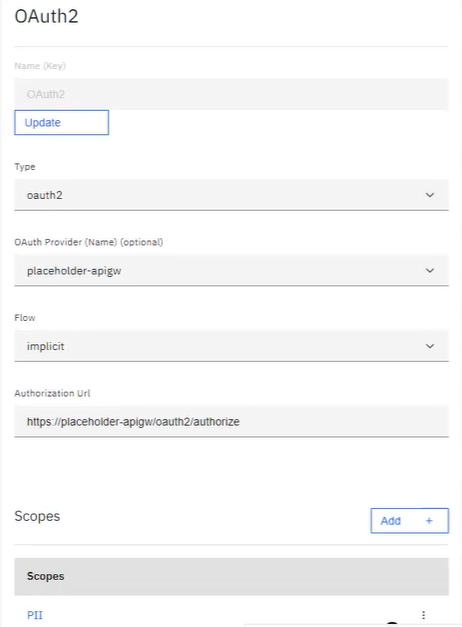 OAuth2
Name (Key)
OAuth2
Update
Type
oauth2
OAuth Provider (Name) (optional)
placeholder-apigw
Flow
implicit
Authorization Url
https://placeholder-apigw/oauth2/authorize
Scopes
Add +
Scopes
PII